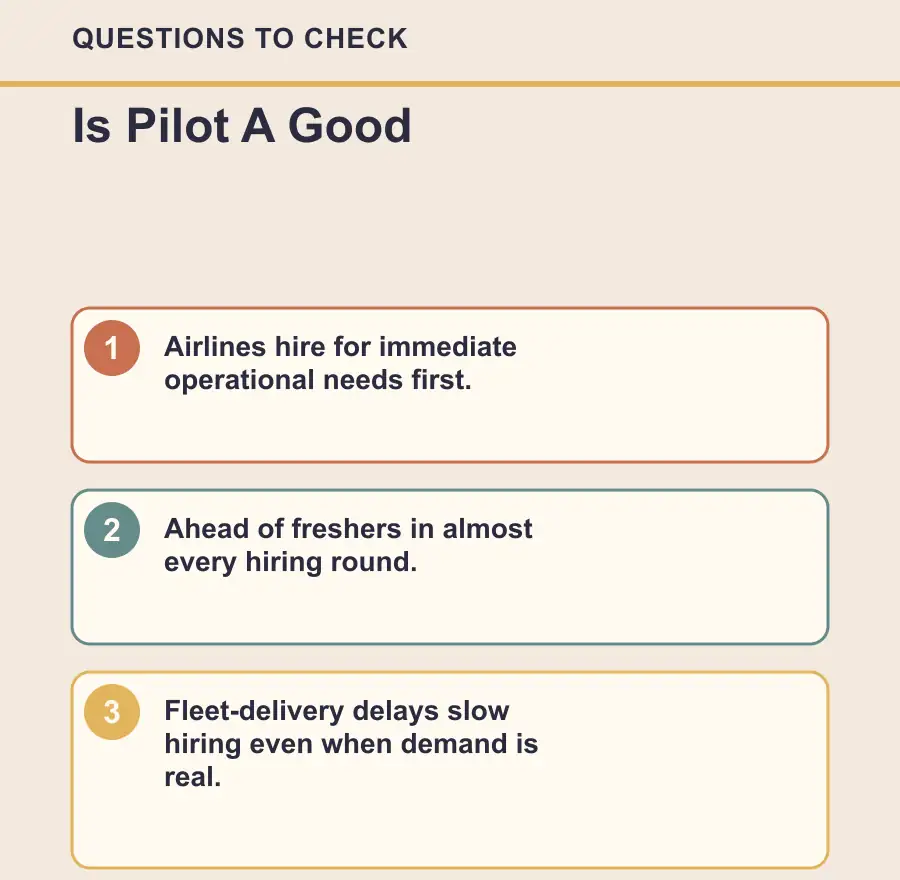 QUESTIONS TO CHECK
Is Pilot A Good
1
Airlines hire for immediate
operational needs first.
2
Ahead of freshers in almost
every hiring round.
3
Fleet-delivery delays slow
hiring even when demand is
real.